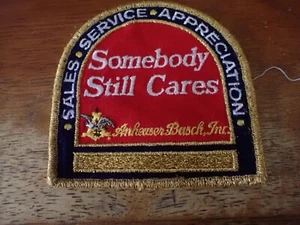 SALES · SERVICE · APPRECIATION
Somebody
Still Cares
Anheuser Busch, Inc.